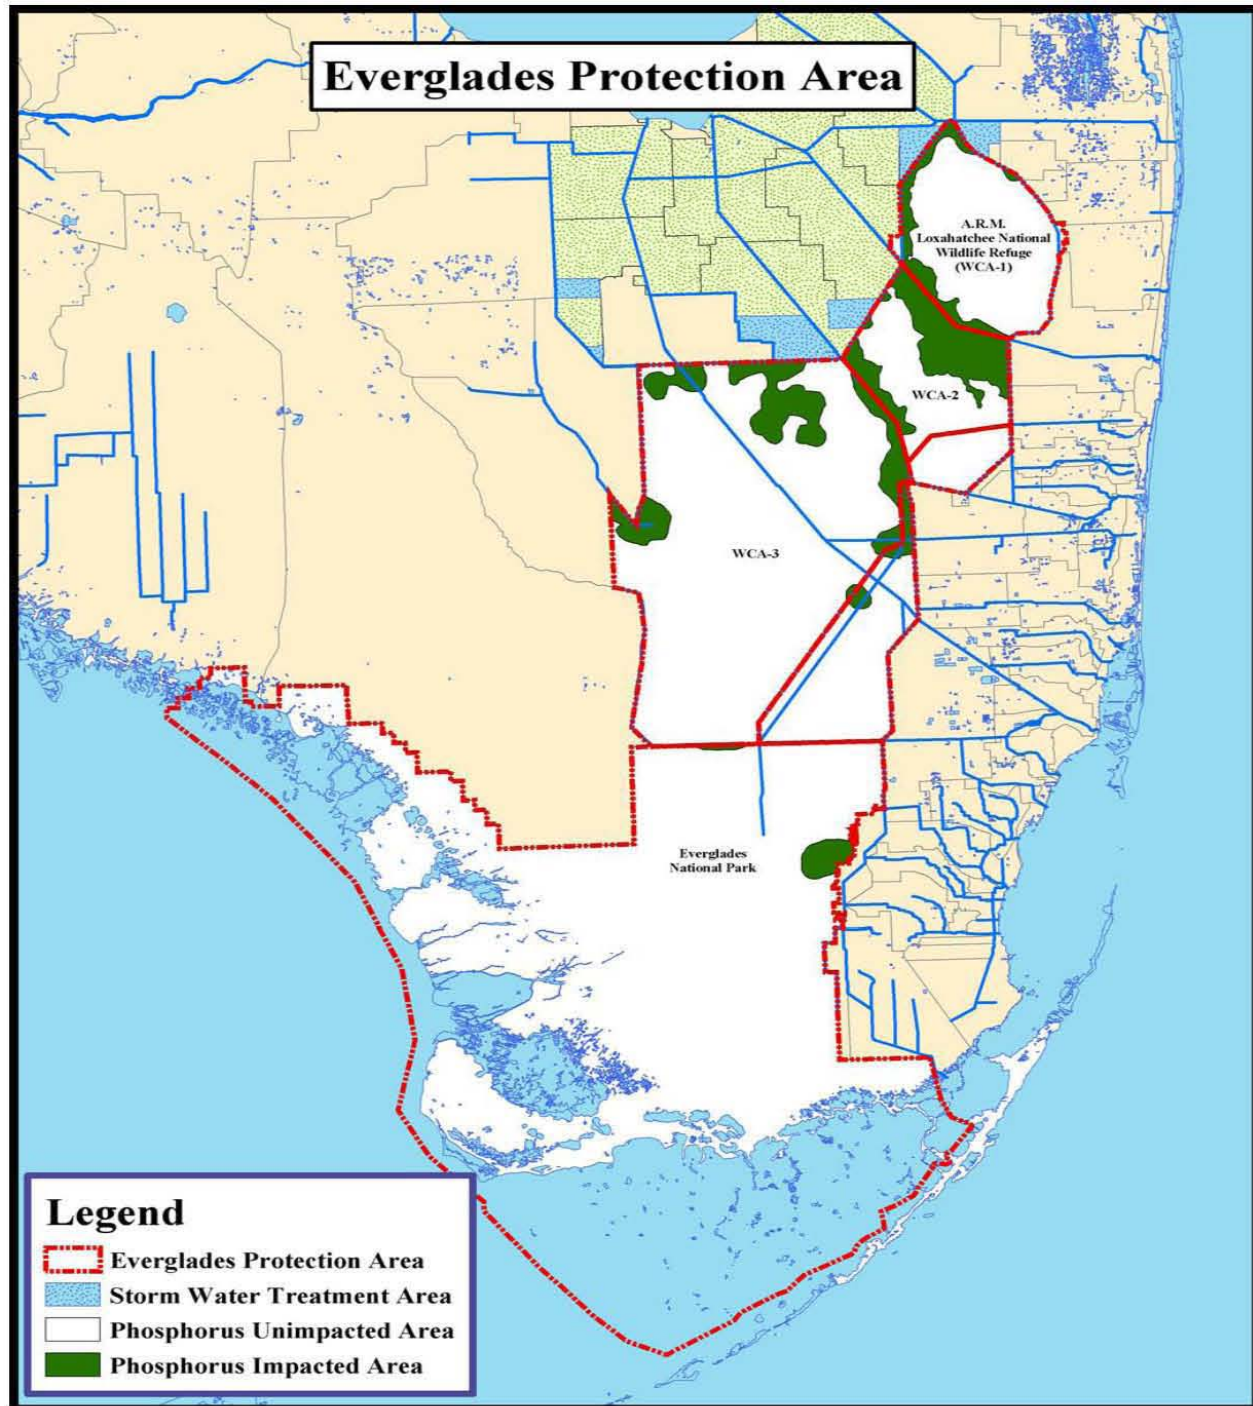 Everglades Protection Area
A.R.M.
Loxahatchee National
Wildlife Refuge
(WCA-1)
WCA-2
WCA-3
Everglades
National Park
Legend
Everglades Protection Area
Storm Water Treatment Area
Phosphorus Unimpacted Area
Phosphorus Impacted Area